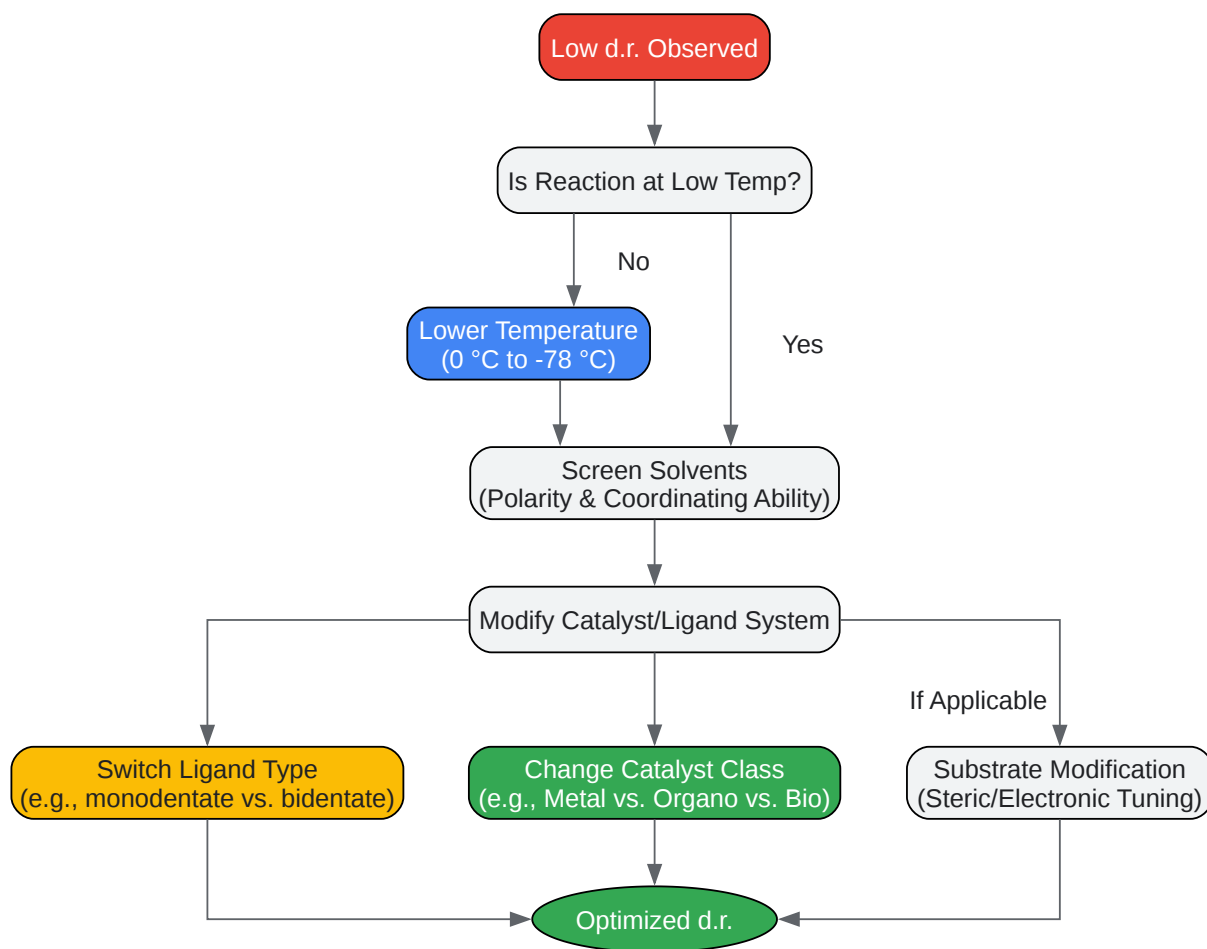 Low d.r. Observed
Is Reaction at Low Temp?
No
Lower Temperature
(0 °C to -78 °C)
Yes
Screen Solvents
(Polarity & Coordinating Ability)
Modify Catalyst/Ligand System
If Applicable
Switch Ligand Type
(e.g., monodentate vs. bidentate)
Change Catalyst Class
(e.g., Metal vs. Organo vs. Bio)
Substrate Modification
(Steric/Electronic Tuning)
Optimized d.r.